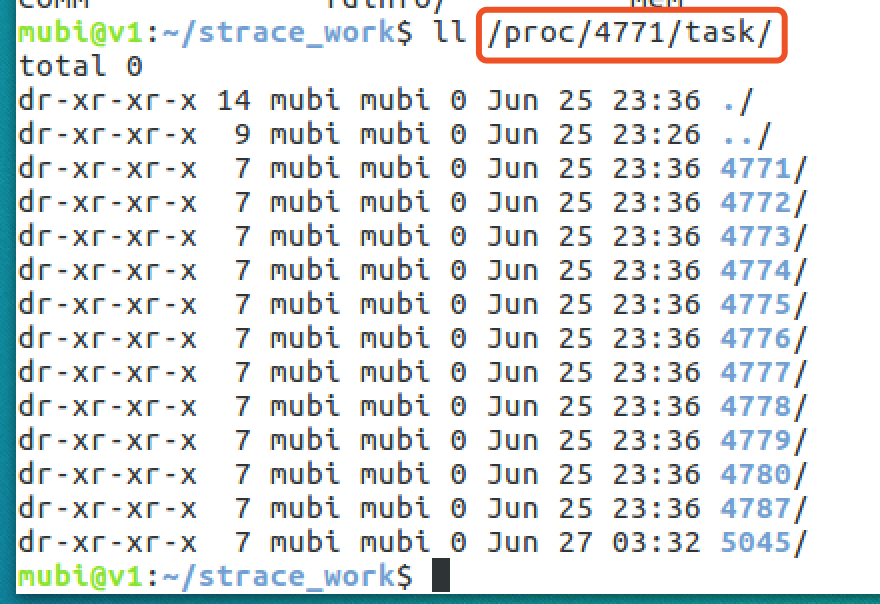 comm fdinfo/ mem
mubi@v1:~/strace_work$ ll /proc/4771/task/
total 0
dr-xr-xr-x 14 mubi mubi 0 Jun 25 23:36 ./
dr-xr-xr-x  9 mubi mubi 0 Jun 25 23:26 ../
dr-xr-xr-x  7 mubi mubi 0 Jun 25 23:36 4771/
dr-xr-xr-x  7 mubi mubi 0 Jun 25 23:36 4772/
dr-xr-xr-x  7 mubi mubi 0 Jun 25 23:36 4773/
dr-xr-xr-x  7 mubi mubi 0 Jun 25 23:36 4774/
dr-xr-xr-x  7 mubi mubi 0 Jun 25 23:36 4775/
dr-xr-xr-x  7 mubi mubi 0 Jun 25 23:36 4776/
dr-xr-xr-x  7 mubi mubi 0 Jun 25 23:36 4777/
dr-xr-xr-x  7 mubi mubi 0 Jun 25 23:36 4778/
dr-xr-xr-x  7 mubi mubi 0 Jun 25 23:36 4779/
dr-xr-xr-x  7 mubi mubi 0 Jun 25 23:36 4780/
dr-xr-xr-x  7 mubi mubi 0 Jun 25 23:36 4787/
dr-xr-xr-x  7 mubi mubi 0 Jun 27 03:32 5045/
mubi@v1:~/strace_work$